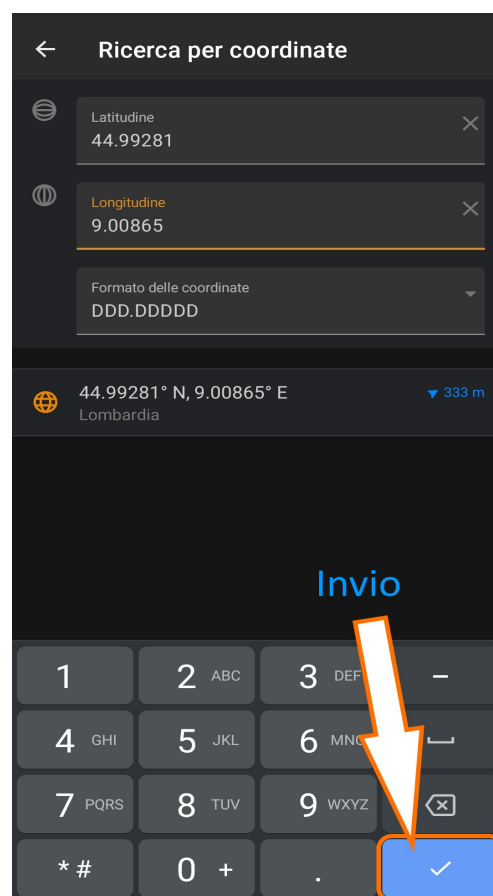 Ricerca per coordinate
Latitudine
44.99281
Longitudine
9.00865
Formato delle coordinate
DDD.DDDDD
44.992281° N, 9.00865° E
333 m
Lombardia
Invio
1 2 ABC 3 DEF -
4 GHI 5 JKL 6 MNO
7 PQRS 8 TUV 9 WXYZ
*# 0 + .